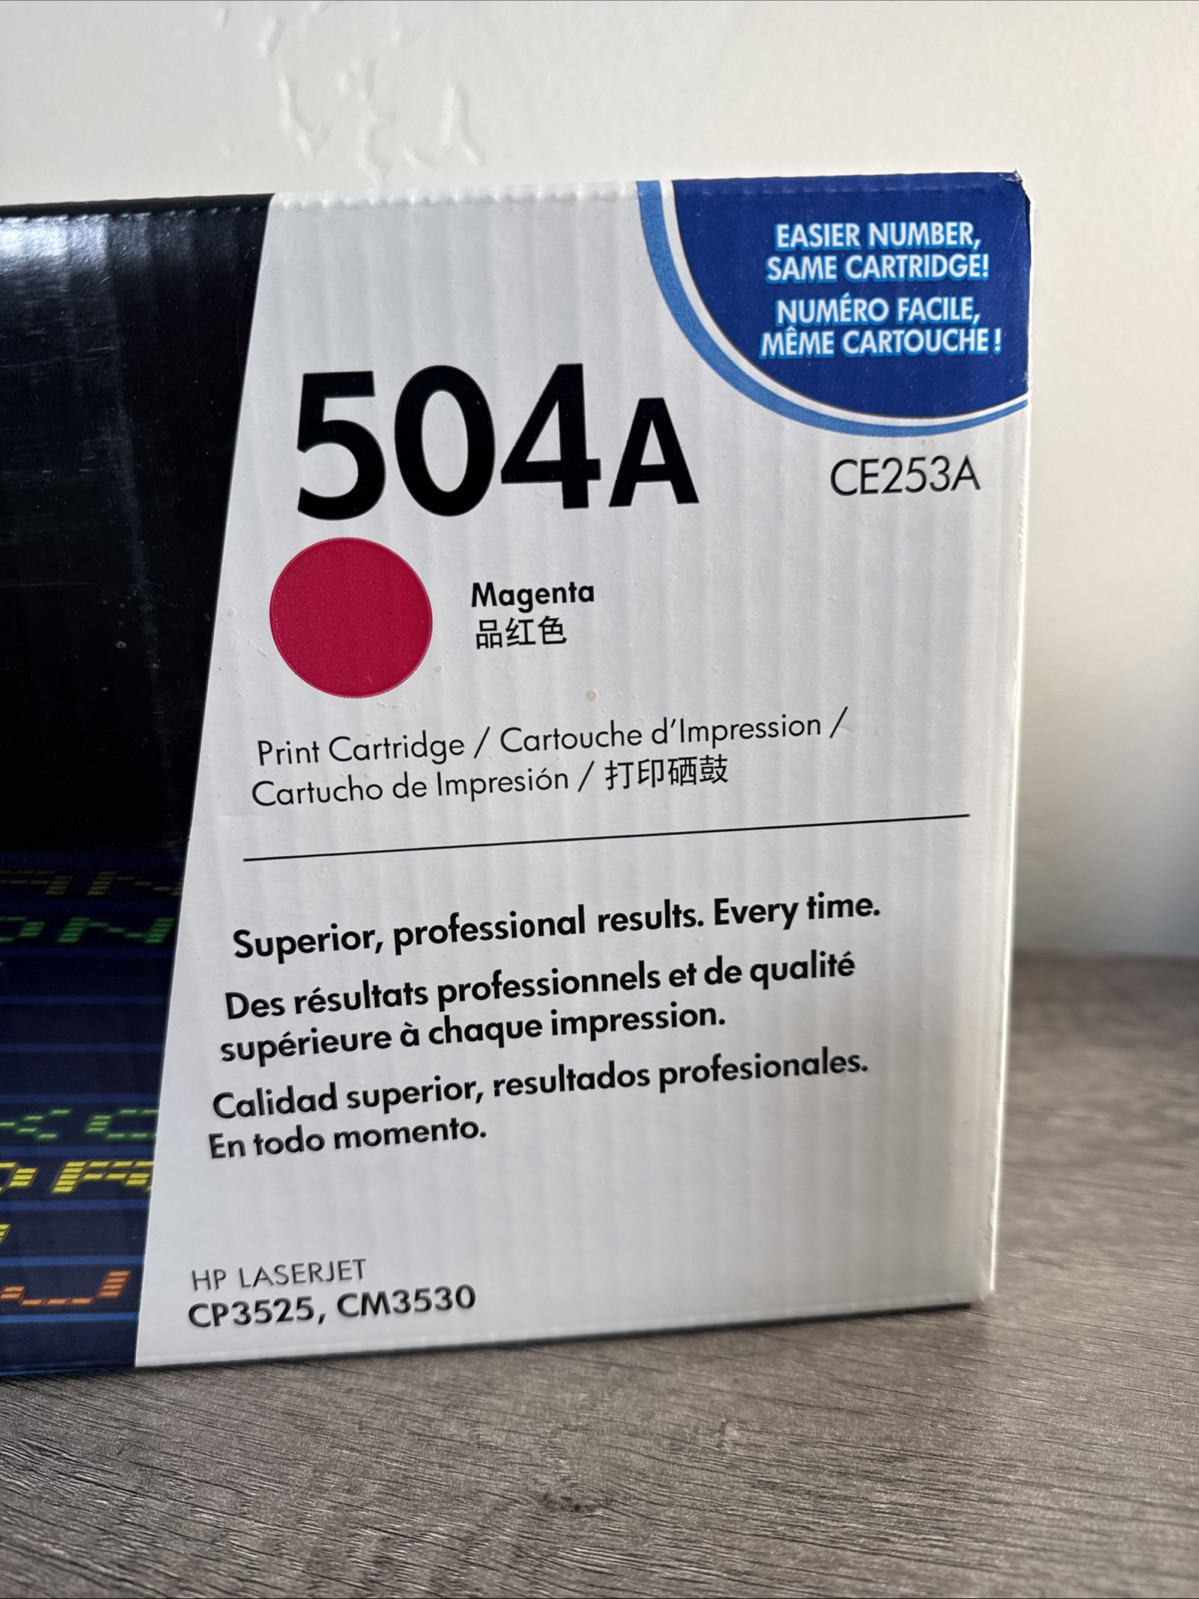 EASIER NUMBER,
SAME CARTRIDGE!
NUMÉRO FACILE,
MÊME CARTOUCHE !
504A
CE253A
Magenta
品红色
Print Cartridge / Cartouche d'Impression /
Cartucho de Impresión / 打印硒鼓
Superior, professional results. Every time.
Des résultats professionnels et de qualité
supérieure à chaque impression.
Calidad superior, resultados profesionales.
En todo momento.
HP LASERJET
CP3525, CM3530